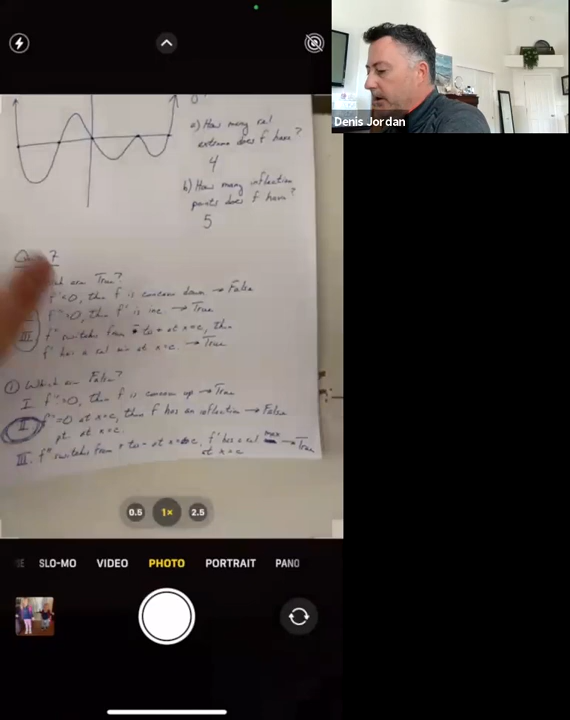 Denis Jordan
a) How many rel
extrema does f have?
4
b) How many inflection
points does f have?
5
Que 7
are True?
f'<0, then f is concave down → False
f''>0, then f' is inc → True
III f'' switches from - to + at x=c, then
f' has a rel min at x=c → True
① Which are False?
I. f''>0, then f is concave up → True
II. f''=0 at x=c, then f has an inflection → False
pt at x=c
III. f'' switches from + to - at x=c, f' has a rel max → True
at x=c
0.5 1× 2.5
SLO-MO VIDEO PHOTO PORTRAIT PANO